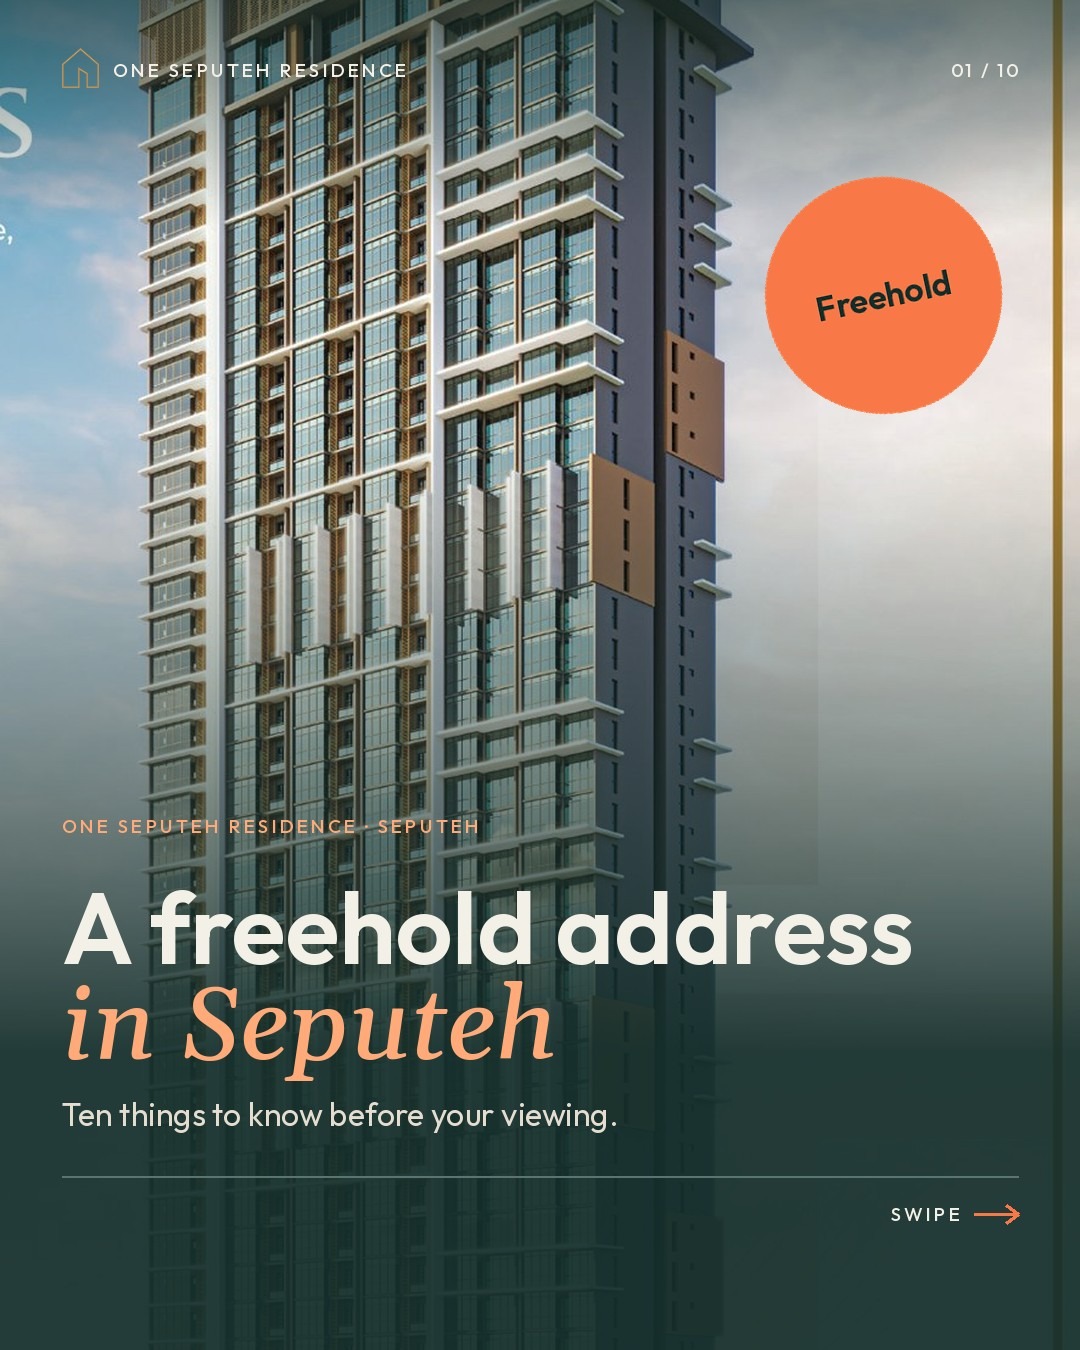 ONE SEPUTEH RESIDENCE
01 / 10
S
e,
Freehold
ONE SEPUTEH RESIDENCE · SEPUTEH
A freehold address
in Seputeh
Ten things to know before your viewing.
SWIPE